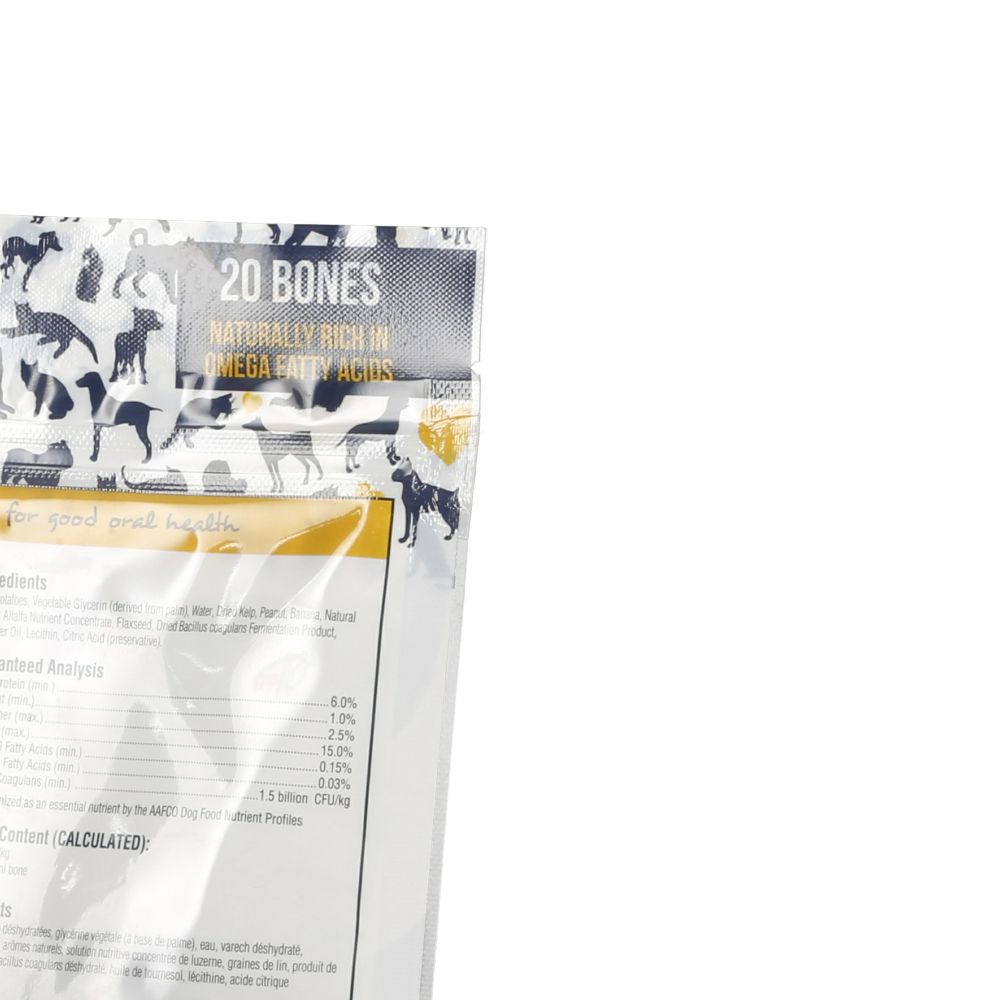 20 BONES
NATURALLY RICH IN
OMEGA FATTY ACIDS
for good oral health
edients
otatoes, Vegetable Glycerin (derived from palm), Water, Dried Kelp, Peanut, Banana, Natural
, Alfalfa Nutrient Concentrate, Flaxseed, Dried Bacillus coagulans Fermentation Product,
er Oil, Lecithin, Citric Acid (preservative).
anteed Analysis
rotein (min.) 6.0%
t (min.) 1.0%
ber (max.) 2.5%
(max.) 15.0%
Fatty Acids (min.) 0.15%
Fatty Acids (min.) 0.03%
Coagulans (min.) 1.5 billion CFU/kg
nized as an essential nutrient by the AAFCO Dog Food Nutrient Profiles
Content (CALCULATED):
/kg
ni bone
ts
déshydratées, glycérine végétale (à base de palme), eau, varech déshydraté,
arômes naturels, solution nutritive concentrée de luzerne, graines de lin, produit de
acillus coagulans déshydraté, huile de tournesol, lécithine, acide citrique